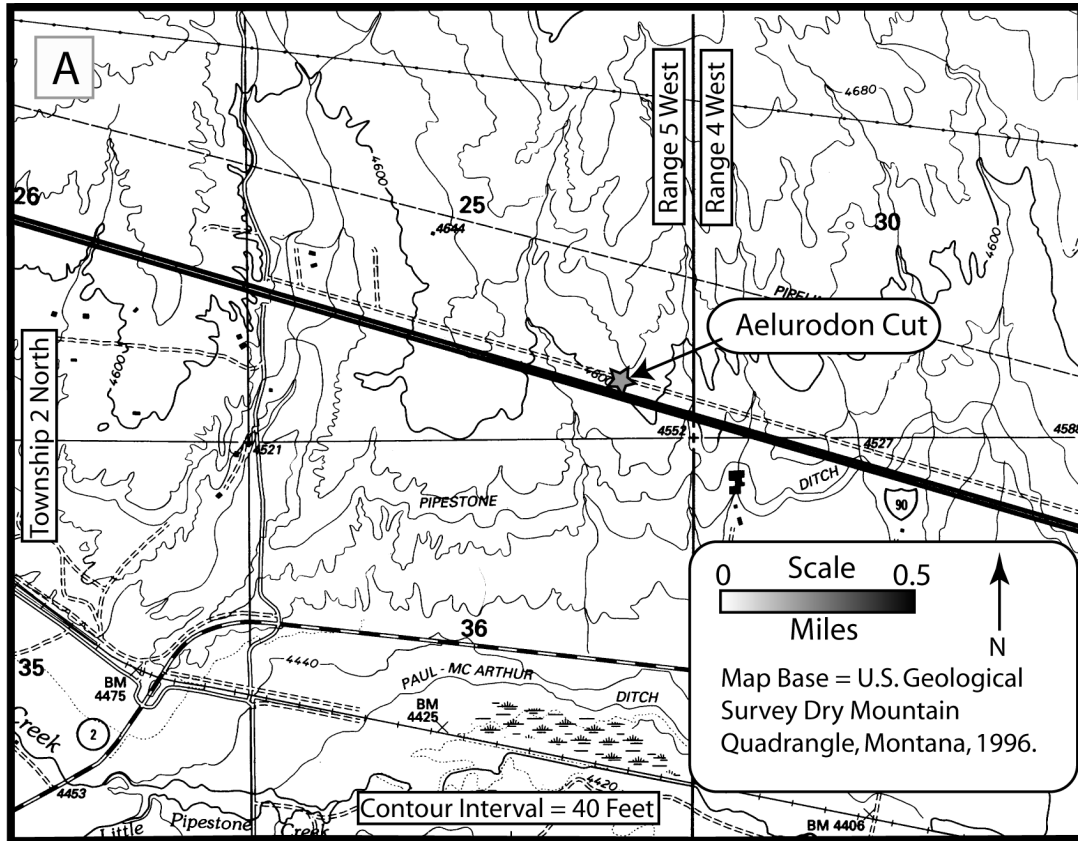 A
26
25
30
4680
4600
4600
4644
Range 5 West
Range 4 West
Aelurodon Cut
Township 2 North
4600
4600
4552
4527
4588
4521
PIPESTONE
DITCH
90
0 Scale 0.5
Miles
N
Map Base = U.S. Geological
Survey Dry Mountain
Quadrangle, Montana, 1996.
36
35
4440
BM
4475
PAUL - MC ARTHUR
DITCH
BM
4425
2
Creek
4453
4420
Contour Interval = 40 Feet
Little Pipestone Creek
BM 4406